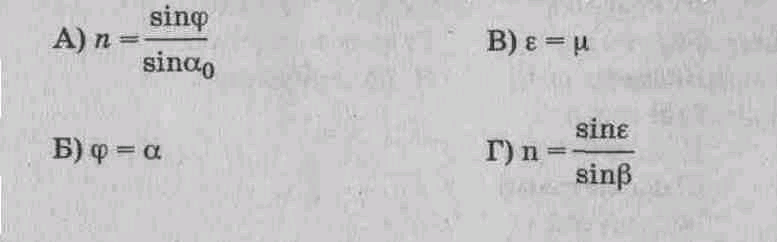 А) n = sinφ / sinα₀
В) ε = μ
Б) φ = α
Г) n = sinε / sinβ